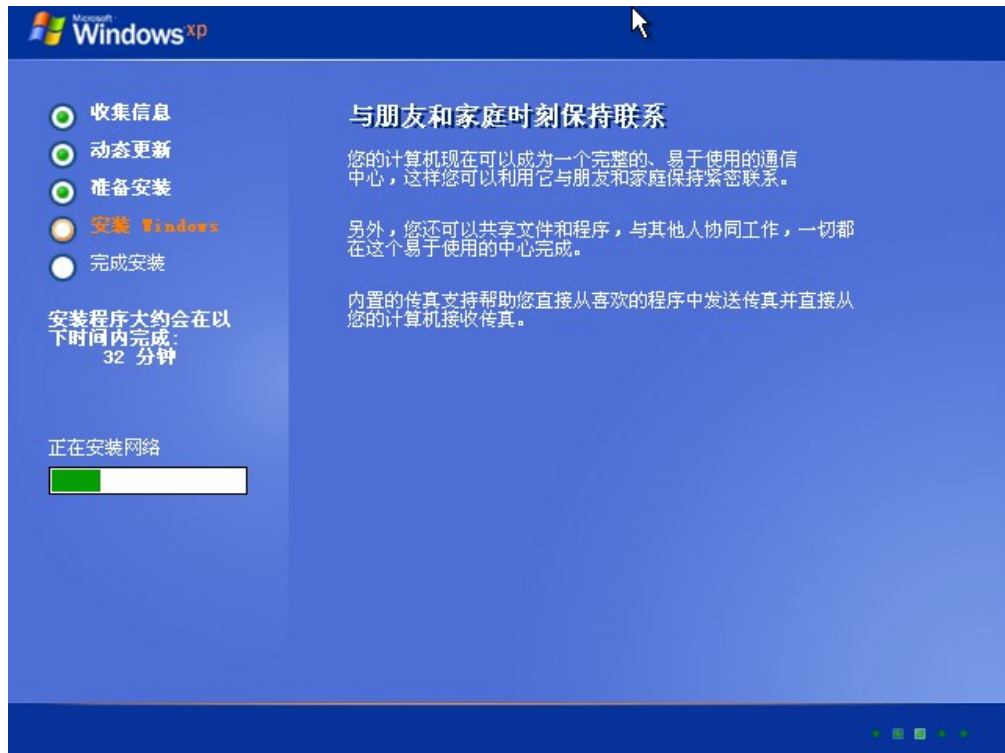 Microsoft
Windows xp
收集信息
动态更新
准备安装
安装 Windows
完成安装
安装程序大约会在以
下时间内完成:
32 分钟
正在安装网络
与朋友和家庭时刻保持联系
您的计算机现在可以成为一个完整的、易于使用的通信
中心，这样您可以利用它与朋友和家庭保持紧密联系。
另外，您还可以共享文件和程序，与其他人协同工作，一切都
在这个易于使用的中心完成。
内置的传真支持帮助您直接从喜欢的程序中发送传真并直接从
您的计算机接收传真。